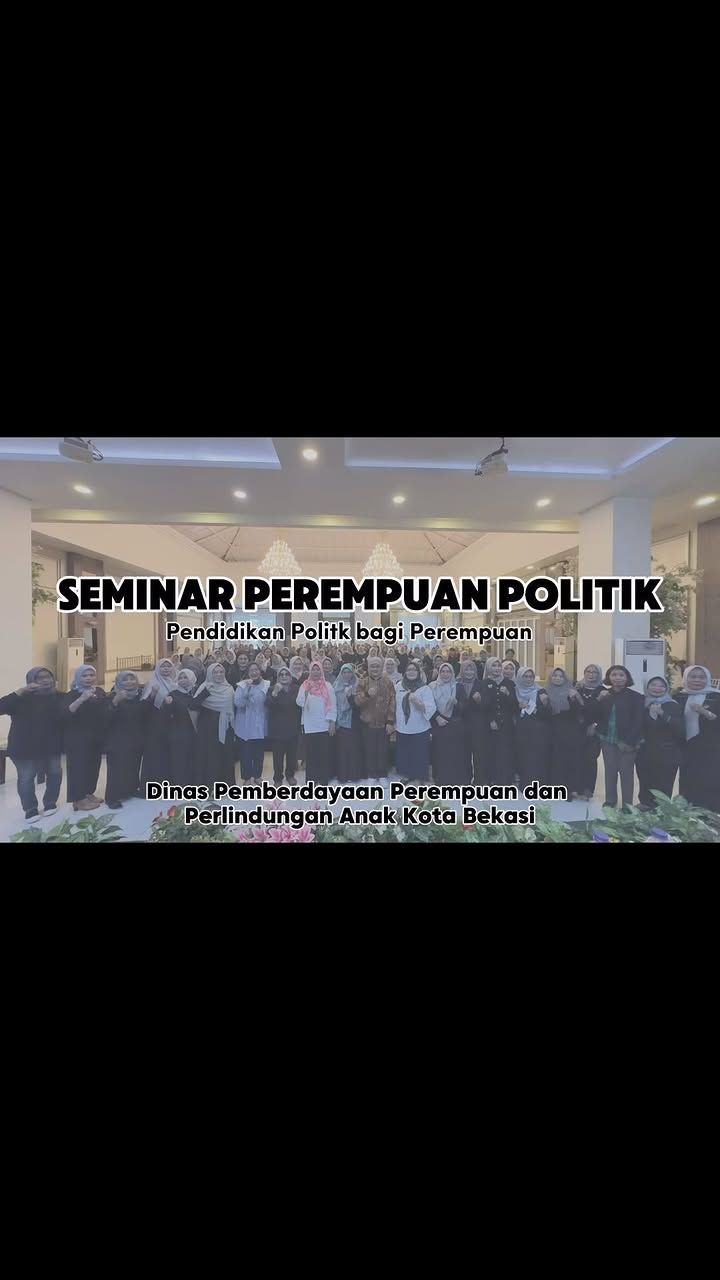 SEMINAR PEREMPUAN POLITIK
Pendidikan Politk bagi Perempuan
Dinas Pemberdayaan Perempuan dan
Perlindungan Anak Kota Bekasi